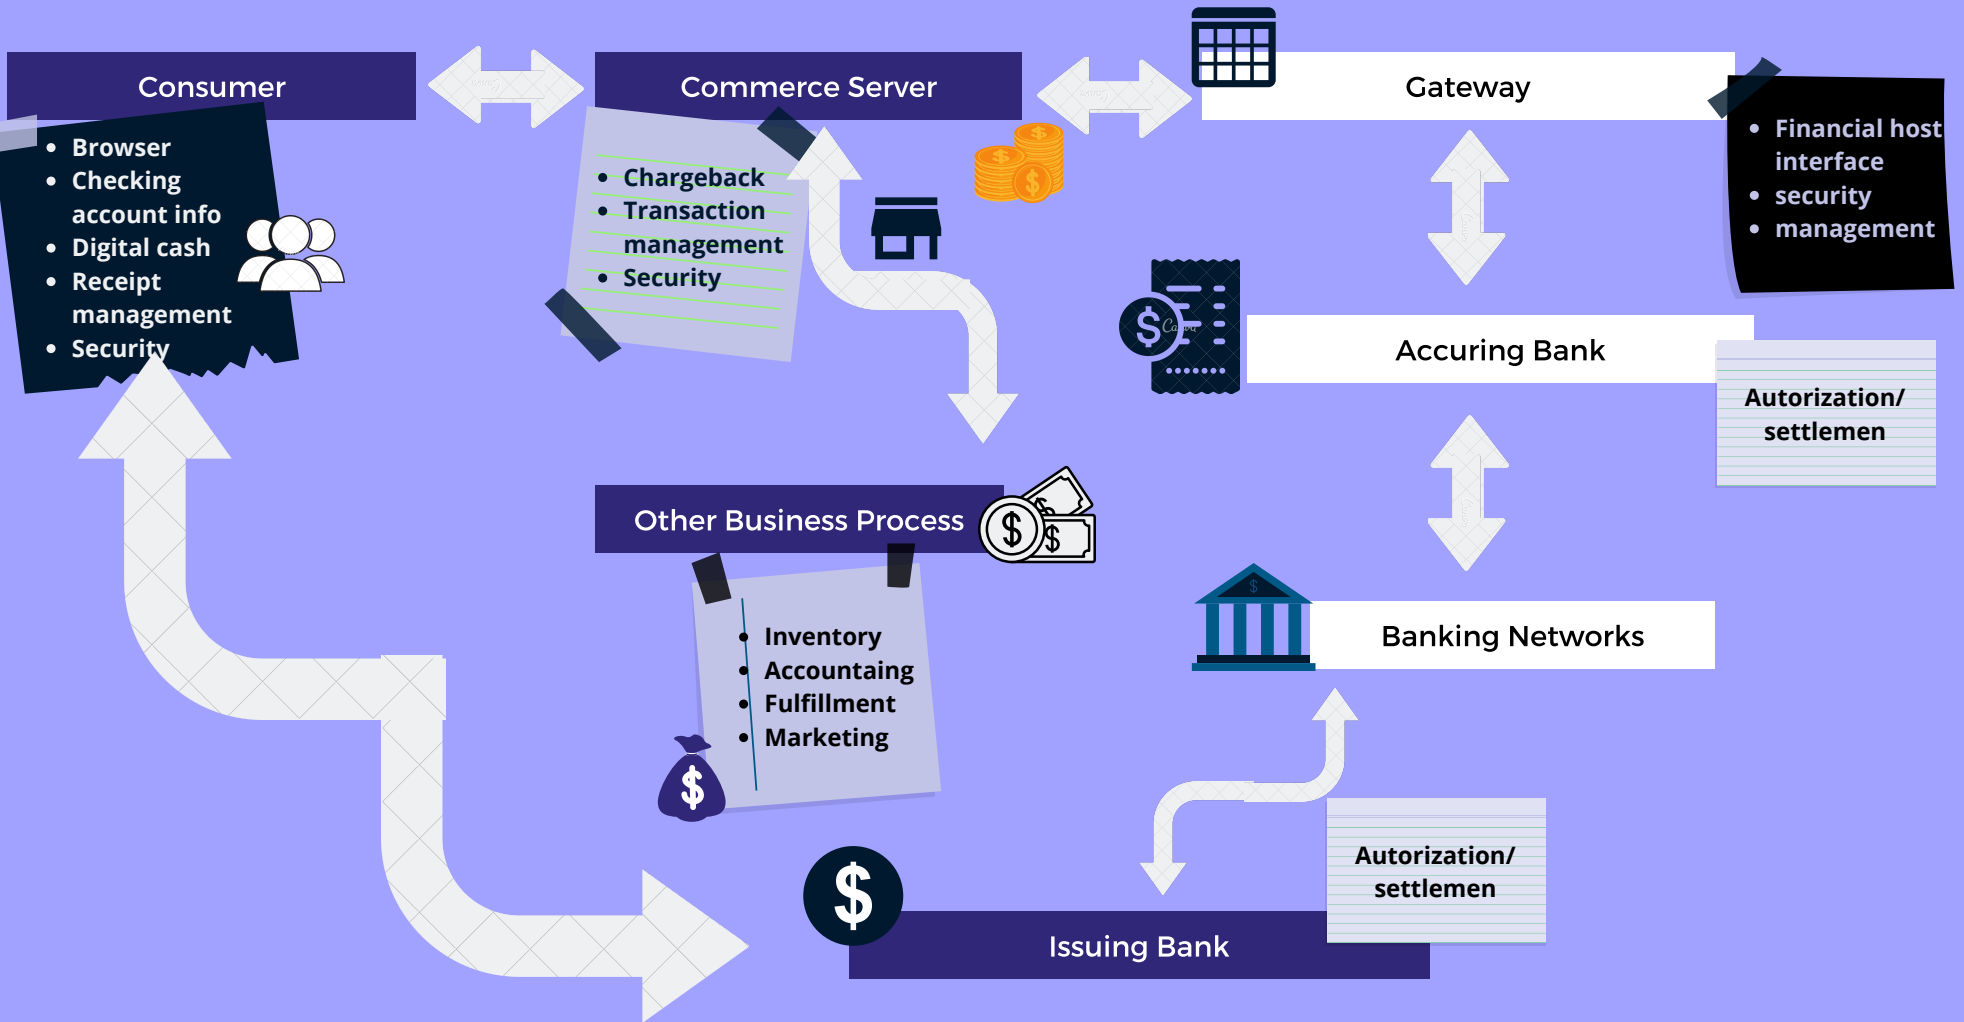 Consumer
Commerce Server
Gateway
• Browser
• Checking
account info
• Digital cash
• Receipt
management
• Security
• Chargeback
• Transaction
management
• Security
• Financial host
interface
• security
• management
Accuring Bank
Autorization/
settlemen
Other Business Process
• Inventory
• Accountaing
• Fulfillment
• Marketing
Banking Networks
Autorization/
settlemen
Issuing Bank
Canva